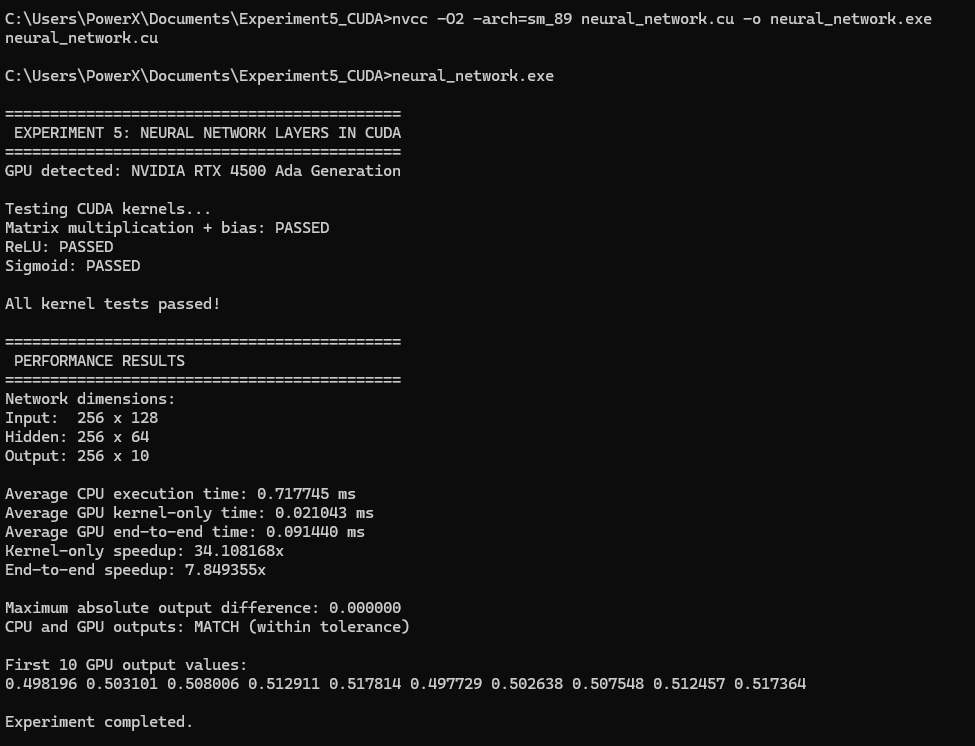 C:\Users\PowerX\Documents\Experiment5_CUDA>nvcc -O2 -arch=sm_89 neural_network.cu -o neural_network.exe
neural_network.cu
C:\Users\PowerX\Documents\Experiment5_CUDA>neural_network.exe
============================================
 EXPERIMENT 5: NEURAL NETWORK LAYERS IN CUDA
============================================
GPU detected: NVIDIA RTX 4500 Ada Generation
Testing CUDA kernels...
Matrix multiplication + bias: PASSED
ReLU: PASSED
Sigmoid: PASSED
All kernel tests passed!
============================================
 PERFORMANCE RESULTS
============================================
Network dimensions:
Input:  256 x 128
Hidden: 256 x 64
Output: 256 x 10
Average CPU execution time: 0.717745 ms
Average GPU kernel-only time: 0.021043 ms
Average GPU end-to-end time: 0.091440 ms
Kernel-only speedup: 34.108168x
End-to-end speedup: 7.849355x
Maximum absolute output difference: 0.000000
CPU and GPU outputs: MATCH (within tolerance)
First 10 GPU output values:
0.498196 0.503101 0.508006 0.512911 0.517814 0.497729 0.502638 0.507548 0.512457 0.517364
Experiment completed.